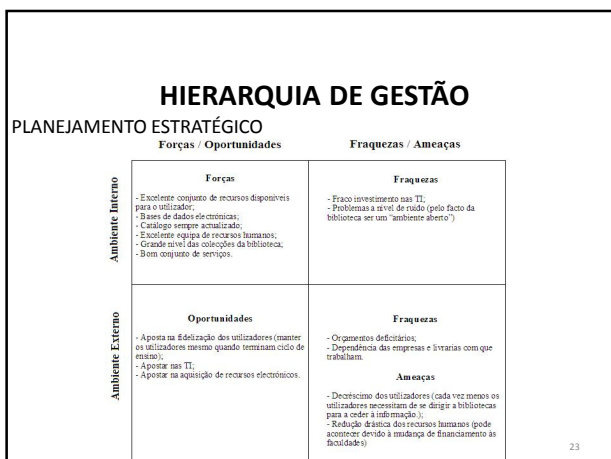 HIERARQUIA DE GESTÃO
PLANEJAMENTO ESTRATÉGICO
Forças / Oportunidades
Fraquezas / Ameaças
Ambiente Interno
Forças
- Excelente conjunto de recursos disponíveis
para o utilizador;
- Bases de dados electrónicas;
- Catálogo sempre actualizado;
- Excelente equipa de recursos humanos;
- Grande nível das colecções da biblioteca;
- Bom conjunto de serviços.
Fraquezas
- Fraco investimento nas TI;
- Problemas a nível de ruído (pelo facto da
biblioteca ser um "ambiente aberto")
Ambiente Externo
Oportunidades
- Aposta na fidelização dos utilizadores (manter
os utilizadores mesmo quando terminam ciclo de
ensino);
- Apostar nas TI;
- Apostar na aquisição de recursos electrónicos.
Fraquezas
- Orçamentos deficitários;
- Dependência das empresas e livrarias com que
trabalham.
Ameaças
- Decréscimo dos utilizadores (cada vez menos os
utilizadores necessitam de se dirigir a bibliotecas
para a ceder à informação.);
- Redução drástica dos recursos humanos (pode
acontecer devido à mudança de financiamento às
faculdades)
23